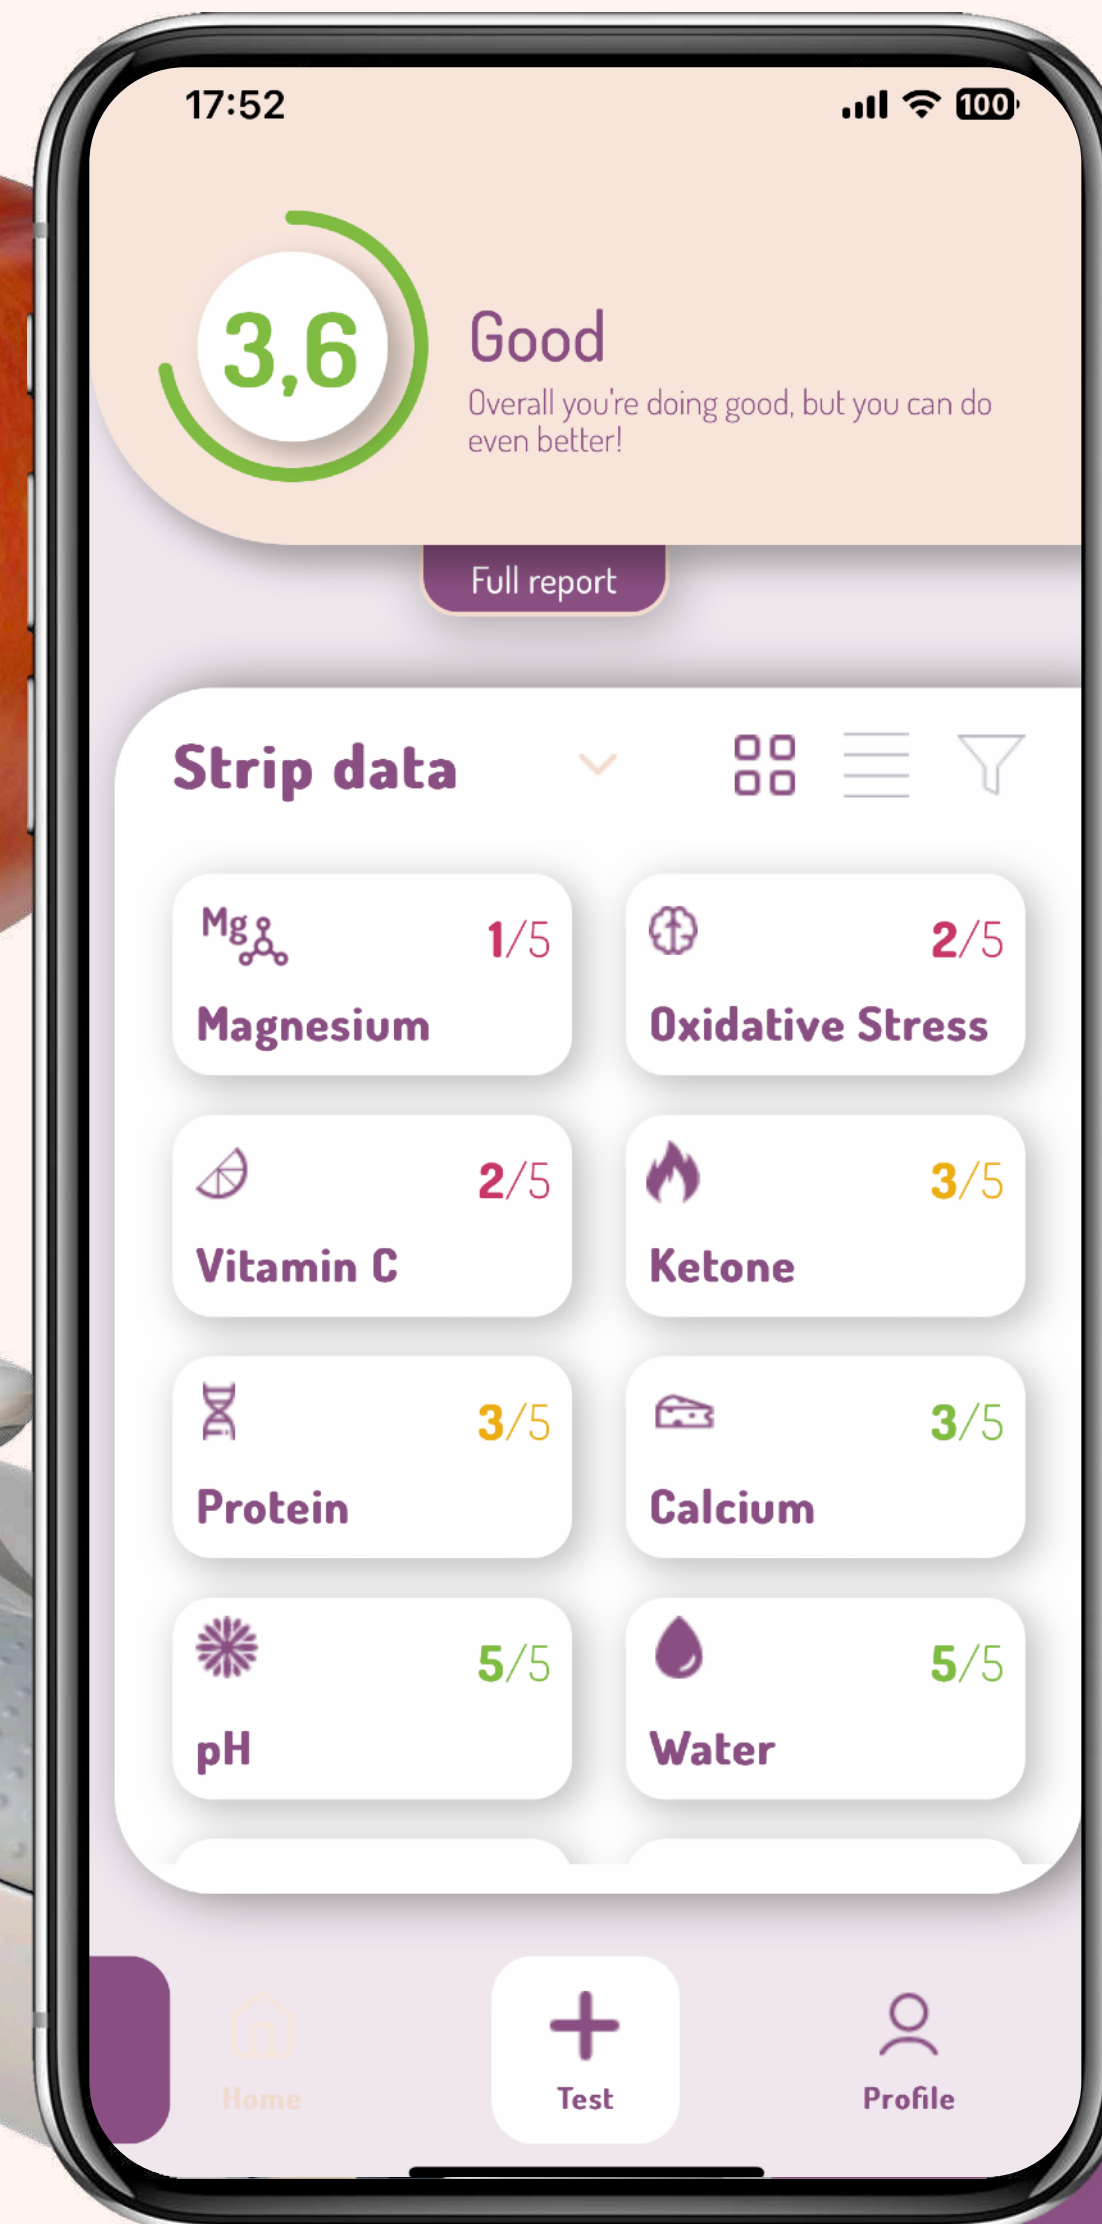 17:52
100
3,6
Good
Overall you're doing good, but you can do
even better!
Full report
Strip data
Mg
1/5
Magnesium
2/5
Oxidative Stress
2/5
Vitamin C
3/5
Ketone
3/5
Protein
3/5
Calcium
5/5
pH
5/5
Water
Home
Test
Profile